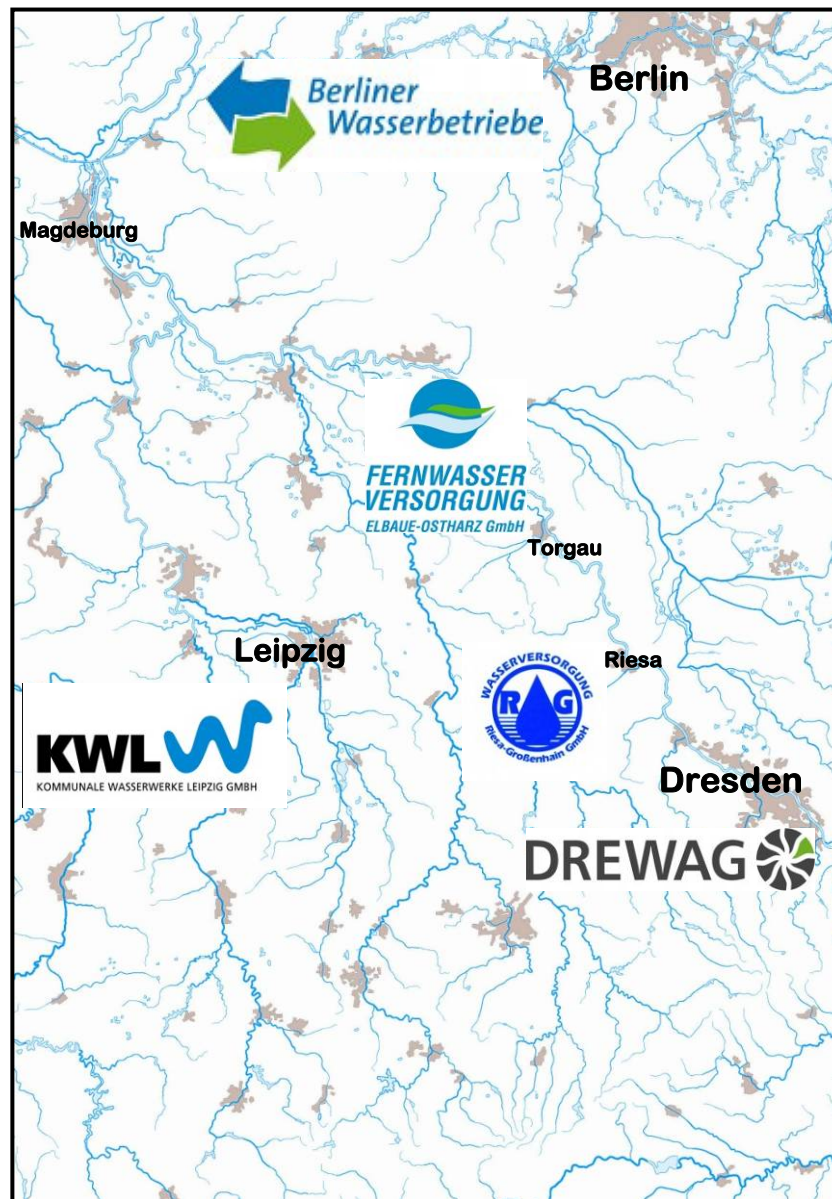 Berlin
Berliner
Wasserbetriebe
Magdeburg
FERNWASSER
VERSORGUNG
ELBAUE-OSTHARZ GmbH
Torgau
Leipzig
Riesa
WASSERVERSORGUNG
R G
Riesa-Großenhain GmbH
KWL
KOMMUNALE WASSERWERKE LEIPZIG GMBH
Dresden
DREWAG